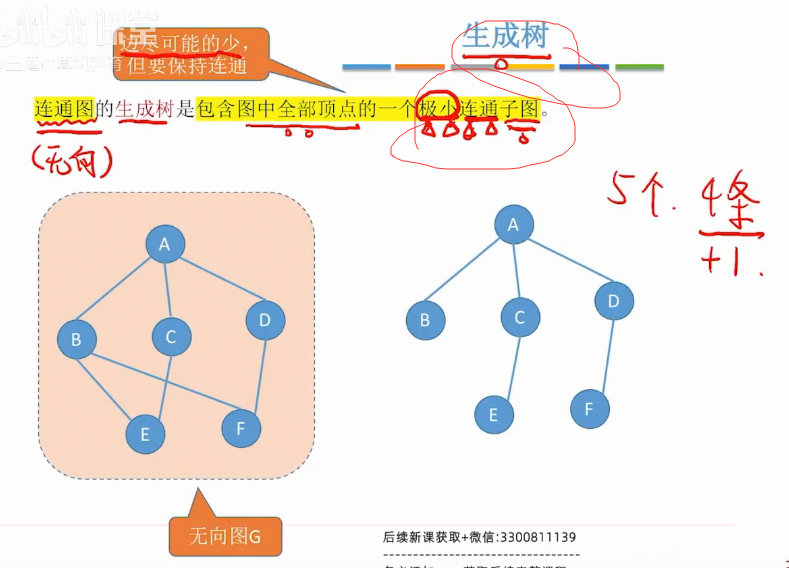 课堂
生成树
边尽可能的少，
但要保持连通
连通图的生成树是包含图中全部顶点的一个极小连通子图。
(无向)
5个. 4条
+1.
A
B
C
D
E
F
A
B
C
D
E
F
无向图G
后续新课获取+微信:3300811139
--------------------------------